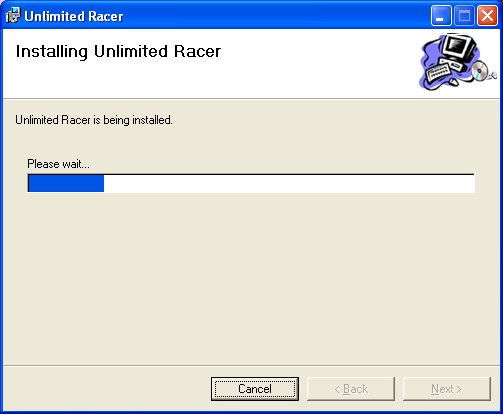 Unlimited Racer
Installing Unlimited Racer
Unlimited Racer is being installed.
Please wait...
Cancel
< Back
Next >